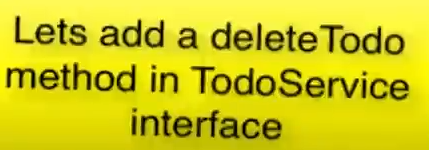 Lets add a deleteTodo
method in TodoService
interface